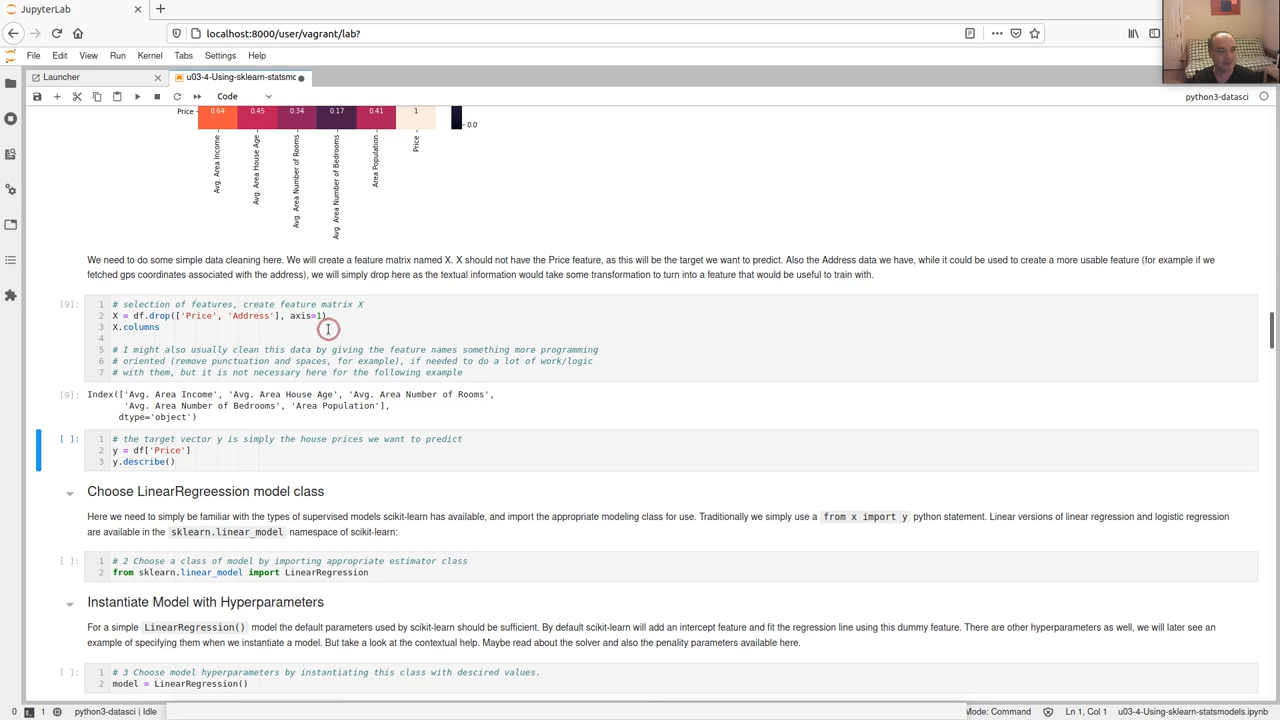 JupyterLab
localhost:8000/user/vagrant/lab?
File Edit View Run Kernel Tabs Settings Help
Launcher
u03-4-Using-sklearn-statsmo
Code
python3-datasci
Price
0.64 0.45 0.34 0.17 0.41 1
0.0
Avg. Area Income
Avg. Area House Age
Avg. Area Number of Rooms
Avg. Area Number of Bedrooms
Area Population
Price
We need to do some simple data cleaning here. We will create a feature matrix named X. X should not have the Price feature, as this will be the target we want to predict. Also the Address data we have, while it could be used to create a more usable feature (for example if we
fetched gps coordinates associated with the address), we will simply drop here as the textual information would take some transformation to turn into a feature that would be useful to train with.
[9]: 1 # selection of features, create feature matrix X
2 X = df.drop(['Price', 'Address'], axis=1)
3 X.columns
4
5 # I might also usually clean this data by giving the feature names something more programming
6 # oriented (remove punctuation and spaces, for example), if needed to do a lot of work/logic
7 # with them, but it is not necessary here for the following example
[9]: Index(['Avg. Area Income', 'Avg. Area House Age', 'Avg. Area Number of Rooms',
'Avg. Area Number of Bedrooms', 'Area Population'],
dtype='object')
[ ]: 1 # the target vector y is simply the house prices we want to predict
2 y = df['Price']
3 y.describe()
Choose LinearRegreession model class
Here we need to simply be familiar with the types of supervised models scikit-learn has available, and import the appropriate modeling class for use. Traditionally we simply use a from x import y python statement. Linear versions of linear regression and logistic regression
are available in the sklearn.linear_model namespace of scikit-learn:
[ ]: 1 # 2 Choose a class of model by importing appropriate estimator class
2 from sklearn.linear_model import LinearRegression
Instantiate Model with Hyperparameters
For a simple LinearRegression() model the default parameters used by scikit-learn should be sufficient. By default scikit-learn will add an intercept feature and fit the regression line using this dummy feature. There are other hyperparameters as well, we will later see an
example of specifying them when we instantiate a model. But take a look at the contextual help. Maybe read about the solver and also the penality parameters available here.
[ ]: 1 # 3 Choose model hyperparameters by instantiating this class with descired values.
2 model = LinearRegression()
0 1 python3-datasci | Idle
Mode: Command
Ln 1, Col 1
u03-4-Using-sklearn-statsmodels.ipynb